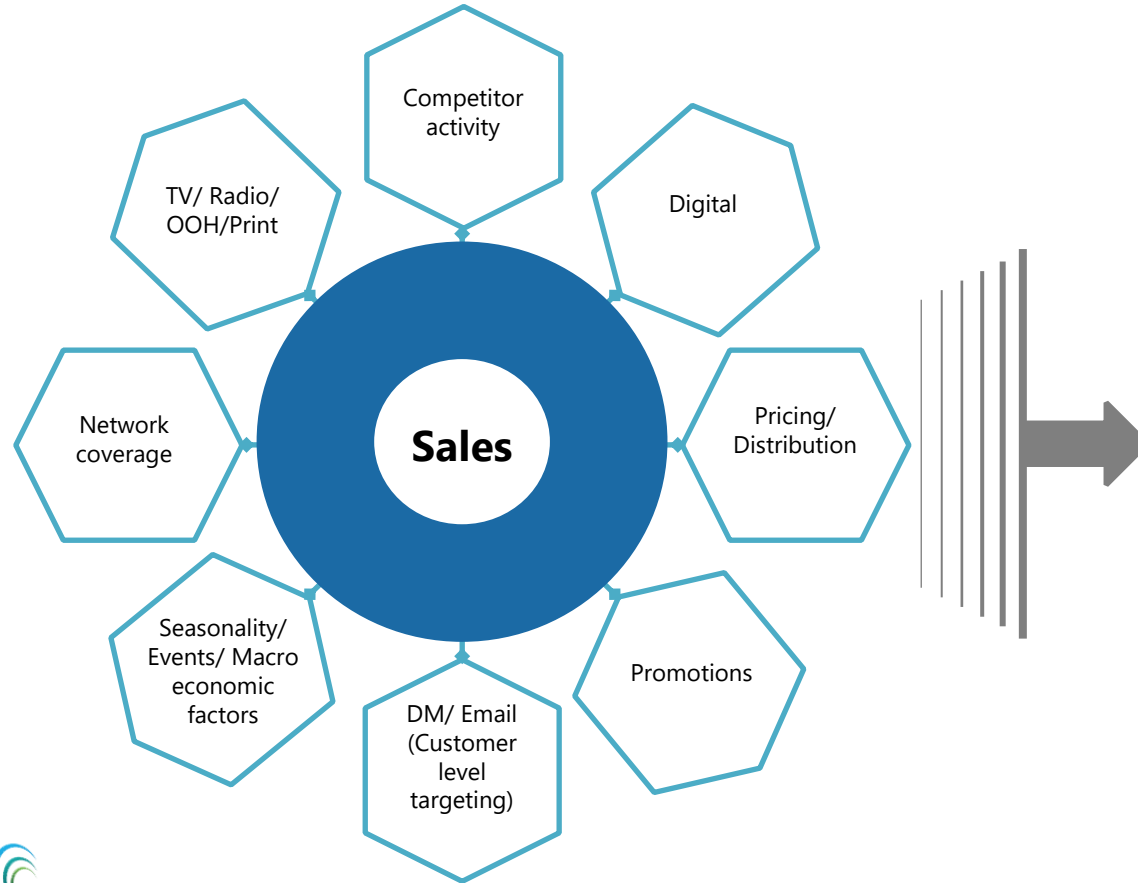 Competitor
activity
TV/ Radio/
OOH/Print
Digital
Network
coverage
Sales
Pricing/
Distribution
Seasonality/
Events/ Macro
economic
factors
DM/ Email
(Customer
level
targeting)
Promotions